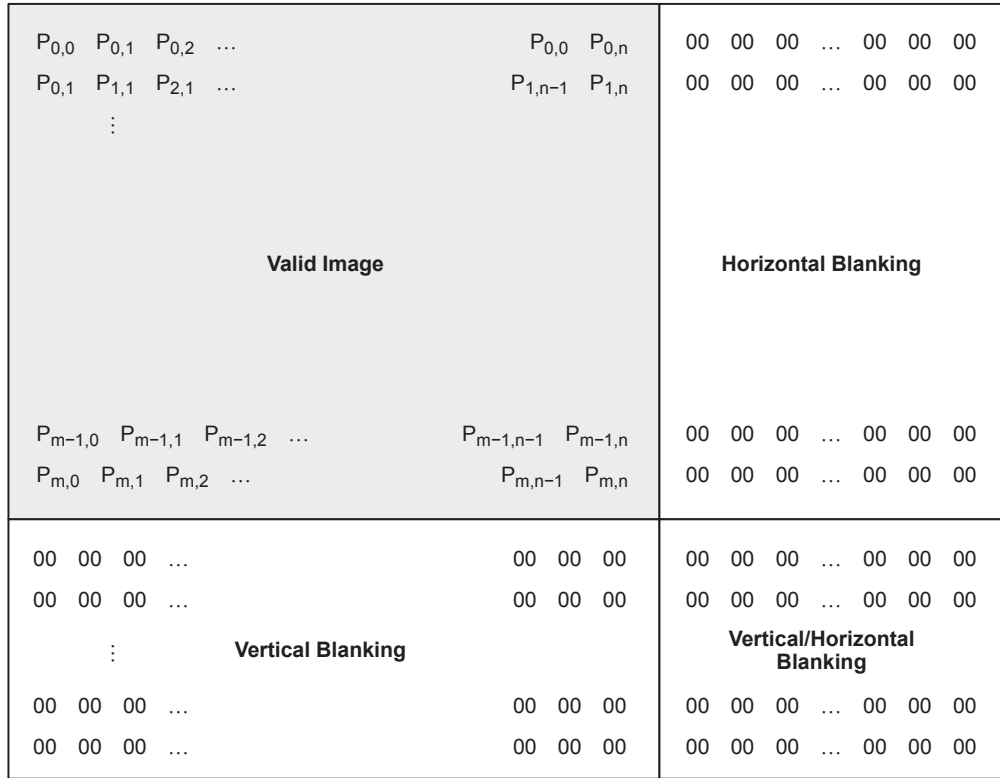 P0,0 P0,1 P0,2 … P0,0 P0,n 00 00 00 … 00 00 00
P0,1 P1,1 P2,1 … P1,n−1 P1,n 00 00 00 … 00 00 00
⋮
Valid Image Horizontal Blanking
Pm−1,0 Pm−1,1 Pm−1,2 … Pm−1,n−1 Pm−1,n 00 00 00 … 00 00 00
Pm,0 Pm,1 Pm,2 … Pm,n−1 Pm,n 00 00 00 … 00 00 00
00 00 00 … 00 00 00 00 00 00 … 00 00 00
00 00 00 … 00 00 00 00 00 00 … 00 00 00
⋮ Vertical Blanking Vertical/Horizontal
Blanking
00 00 00 … 00 00 00 00 00 00 … 00 00 00
00 00 00 … 00 00 00 00 00 00 … 00 00 00